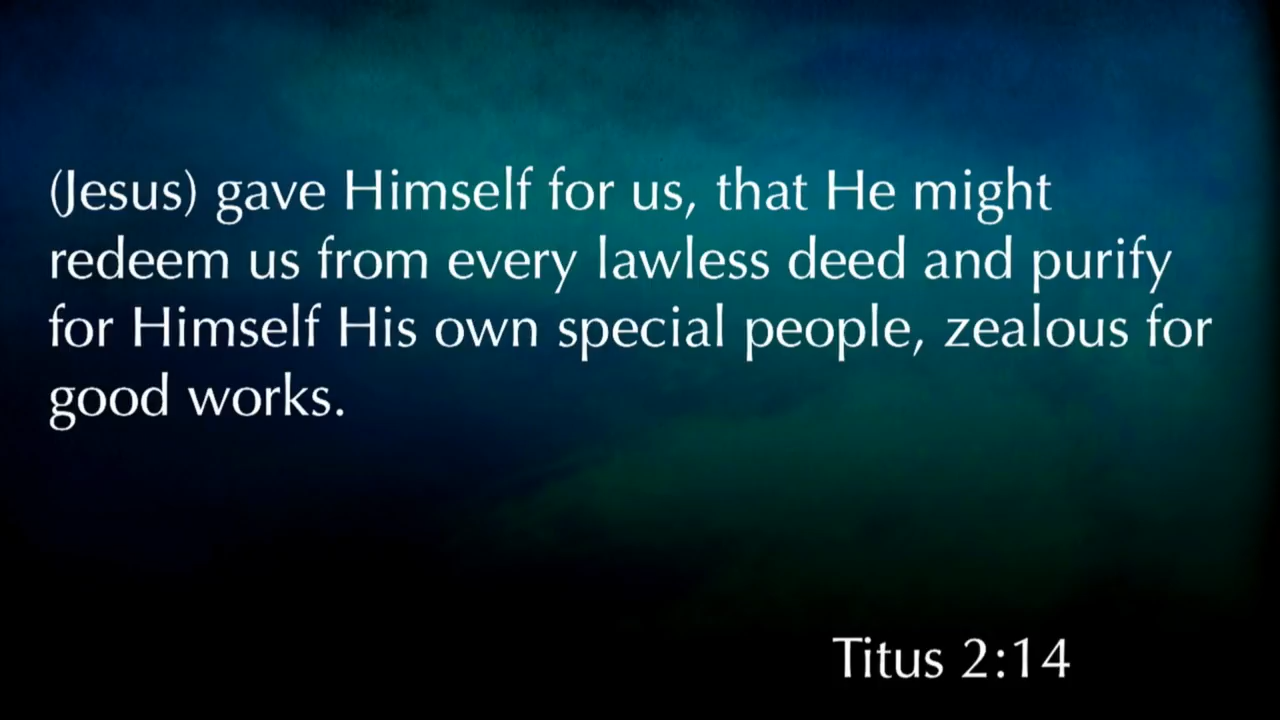 (Jesus) gave Himself for us, that He might
redeem us from every lawless deed and purify
for Himself His own special people, zealous for
good works.
Titus 2:14